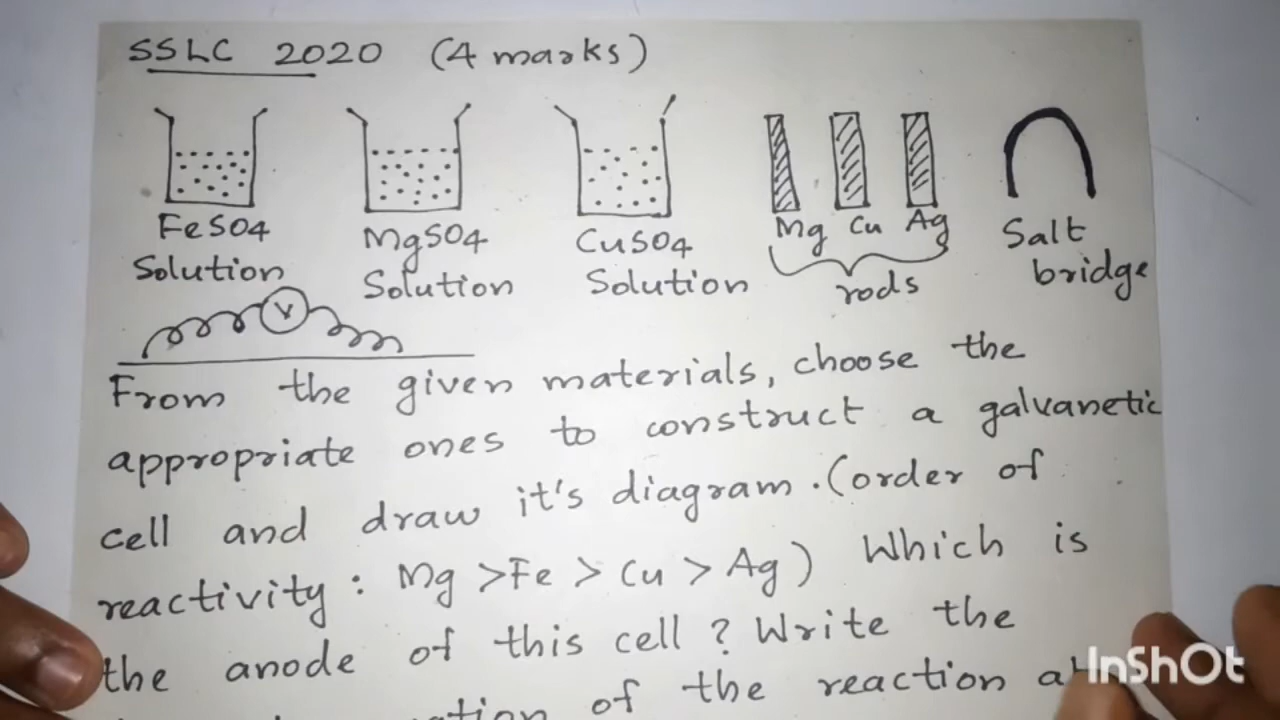 SSLC 2020 (4 marks)
FeSO4 Solution
MgSO4 Solution
CuSO4 Solution
Mg Cu Ag
rods
Salt bridge
V
From the given materials, choose the
appropriate ones to construct a galvanetic
cell and draw it's diagram. (order of
reactivity : Mg >Fe > Cu > Ag) Which is
the anode of this cell ? Write the
of the reaction
InShOt